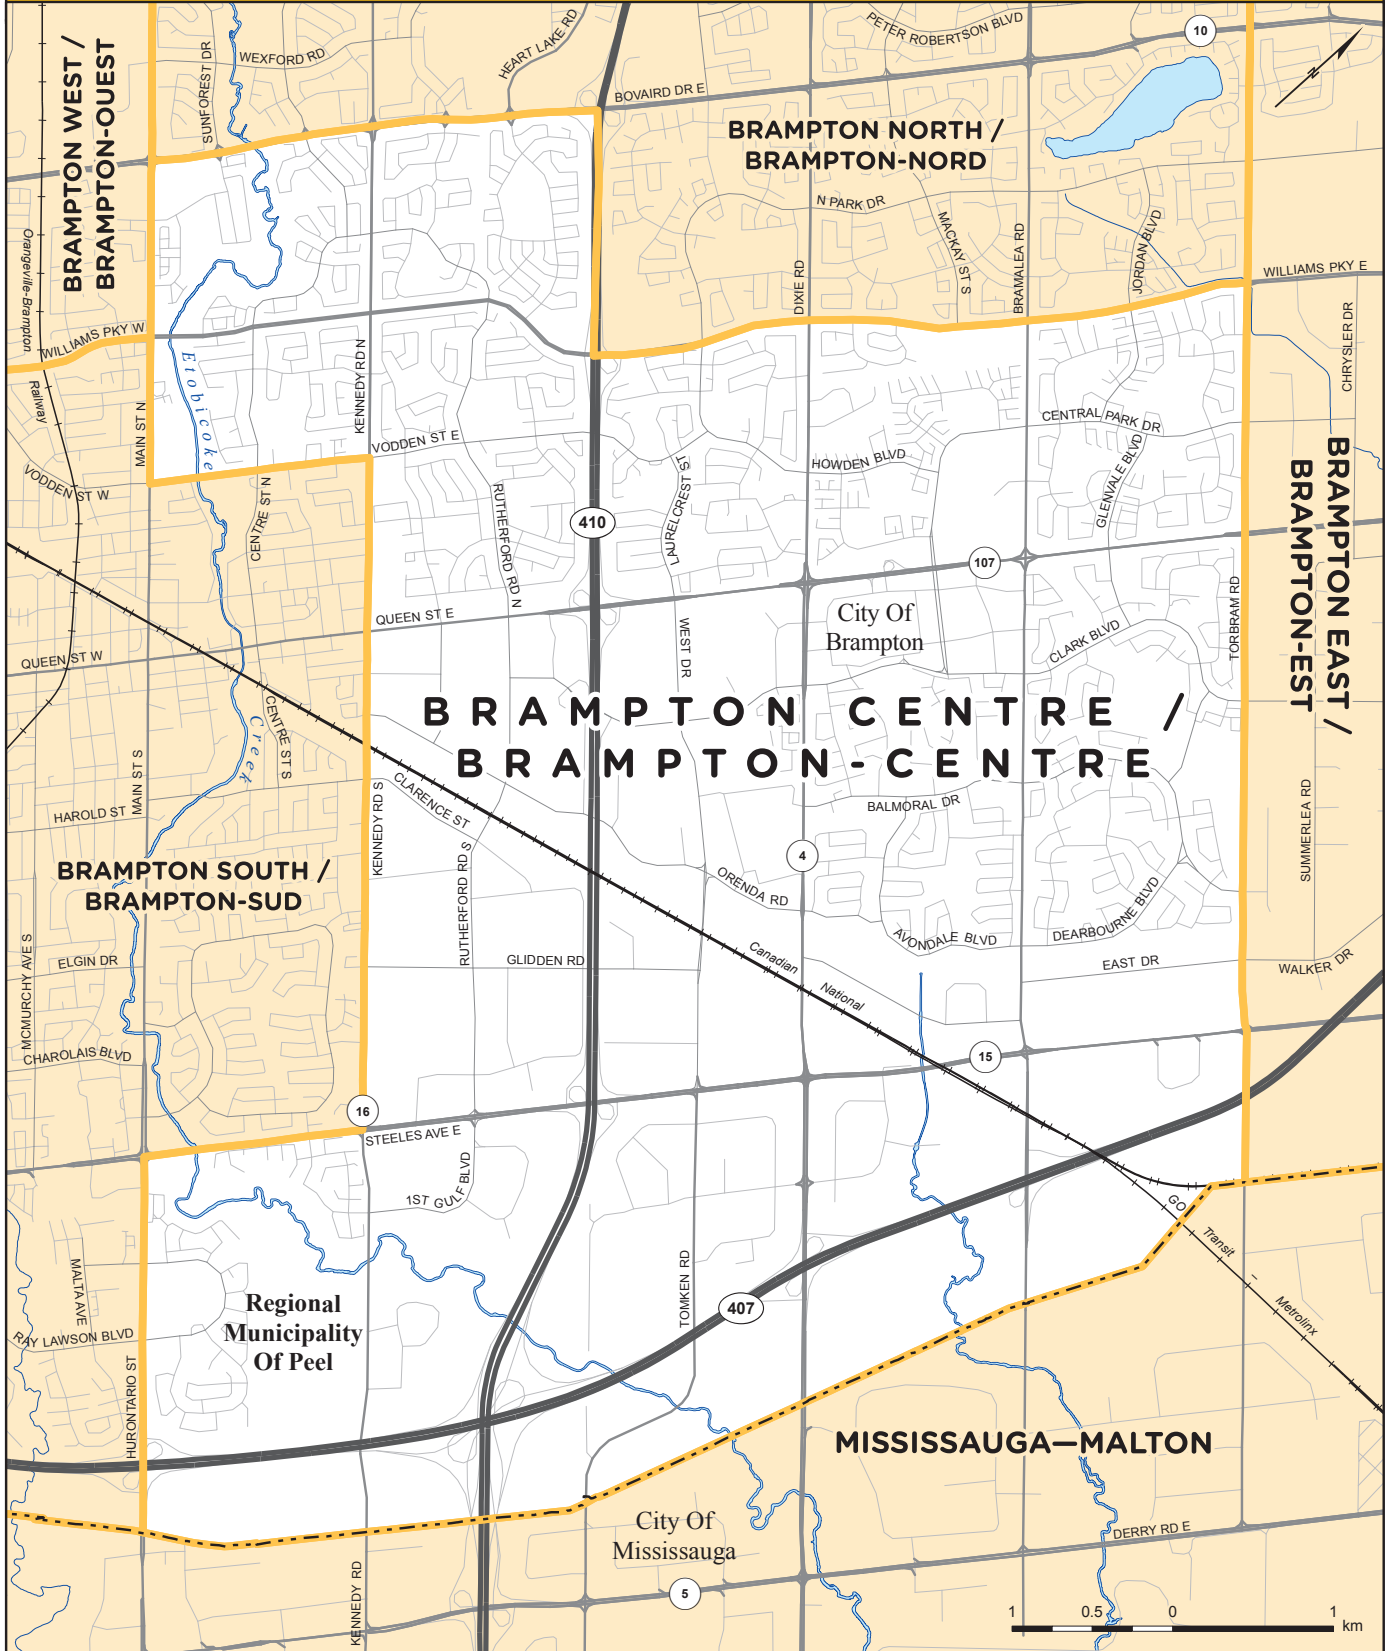 HEART LAKE RD
PETER ROBERTSON BLVD
10
N
SUNFOREST DR
WEXFORD RD
BRAMPTON WEST /
BRAMPTON-OUEST
BOVAIRD DR E
BRAMPTON NORTH /
BRAMPTON-NORD
N PARK DR
MACKAY ST S
BRAMALEA RD
JORDAN BLVD
DIXIE RD
WILLIAMS PKY E
CHRYSLER DR
Orangeville-Brampton
Railway
WILLIAMS PKY W
Etobicoke
KENNEDY RD N
MAIN ST N
VODDEN ST E
VODDEN ST W
CENTRE ST N
RUTHERFORD RD N
410
LAURELCREST ST
HOWDEN BLVD
CENTRAL PARK DR
GLENVALE BLVD
BRAMPTON EAST /
BRAMPTON-EST
107
City Of
Brampton
QUEEN ST E
QUEEN ST W
WEST DR
CLARK BLVD
TORBRAM RD
BRAMPTON CENTRE /
BRAMPTON-CENTRE
CENTRE ST S
Creek
MAIN ST S
HAROLD ST
KENNEDY RD S
CLARENCE ST
RUTHERFORD RD S
BALMORAL DR
SUMMERLEA RD
4
BRAMPTON SOUTH /
BRAMPTON-SUD
ORENDA RD
AVONDALE BLVD
DEARBOURNE BLVD
MCMURCHY AVE S
ELGIN DR
GLIDDEN RD
Canadian
National
EAST DR
WALKER DR
CHAROLAIS BLVD
15
16
STEELES AVE E
1ST GULF BLVD
GO
Transit
-
Metrolinx
MALTA AVE
TOMKEN RD
Regional
Municipality
Of Peel
407
RAY LAWSON BLVD
HURONTARIO ST
MISSISSAUGA—MALTON
City Of
Mississauga
DERRY RD E
KENNEDY RD
5
1 0.5 0 1
km